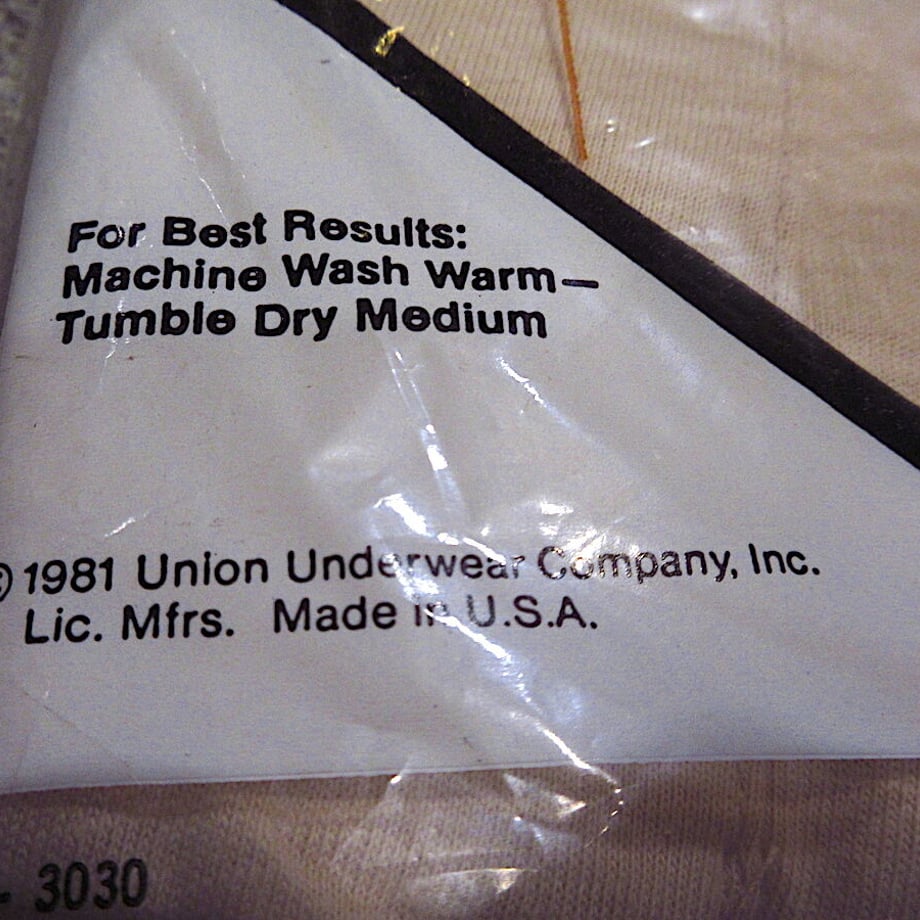 For Best Results:
Machine Wash Warm—
Tumble Dry Medium
© 1981 Union Underwear Company, Inc.
Lic. Mfrs. Made in U.S.A.
- 3030